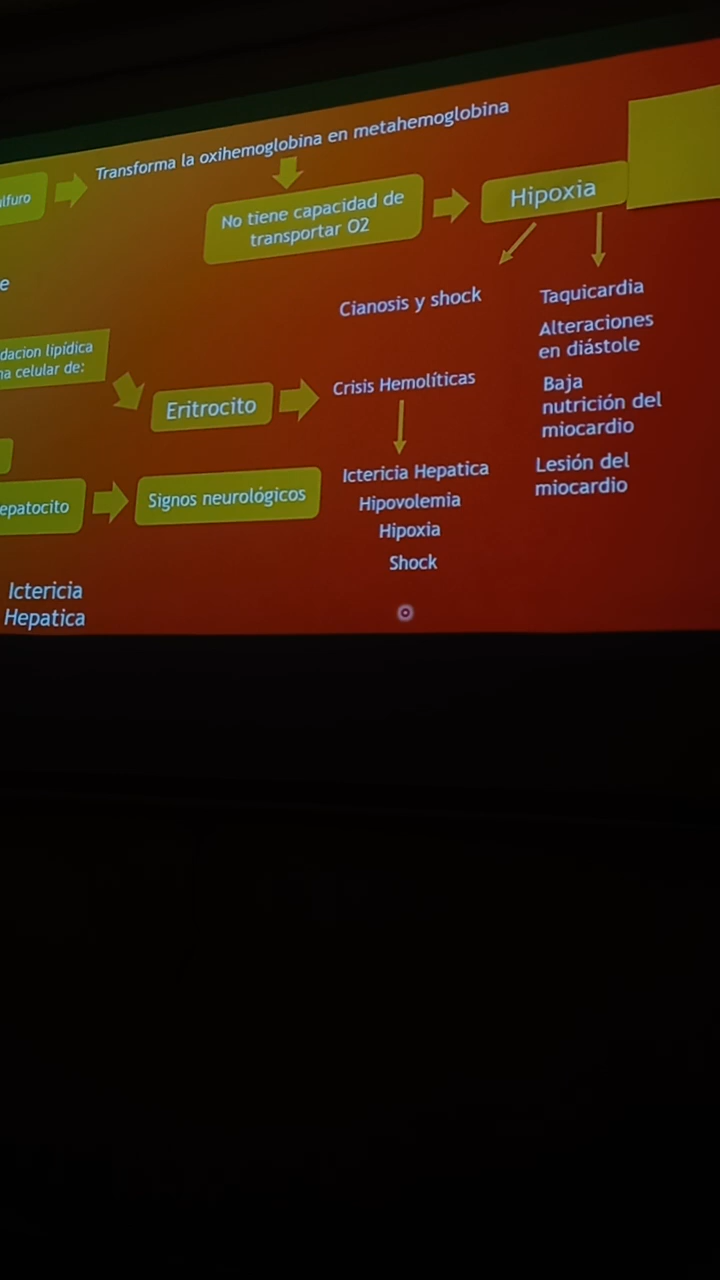 Transforma la oxihemoglobina en metahemoglobina
ulfuro
No tiene capacidad de
transportar O2
Hipoxia
e
Cianosis y shock
Taquicardia
Alteraciones
en diástole
Baja
nutrición del
miocardio
Lesión del
miocardio
dacion lipídica
na celular de:
Eritrocito
Crisis Hemolíticas
Ictericia Hepatica
Hipovolemia
Hipoxia
Shock
epatocito
Signos neurológicos
Ictericia
Hepatica